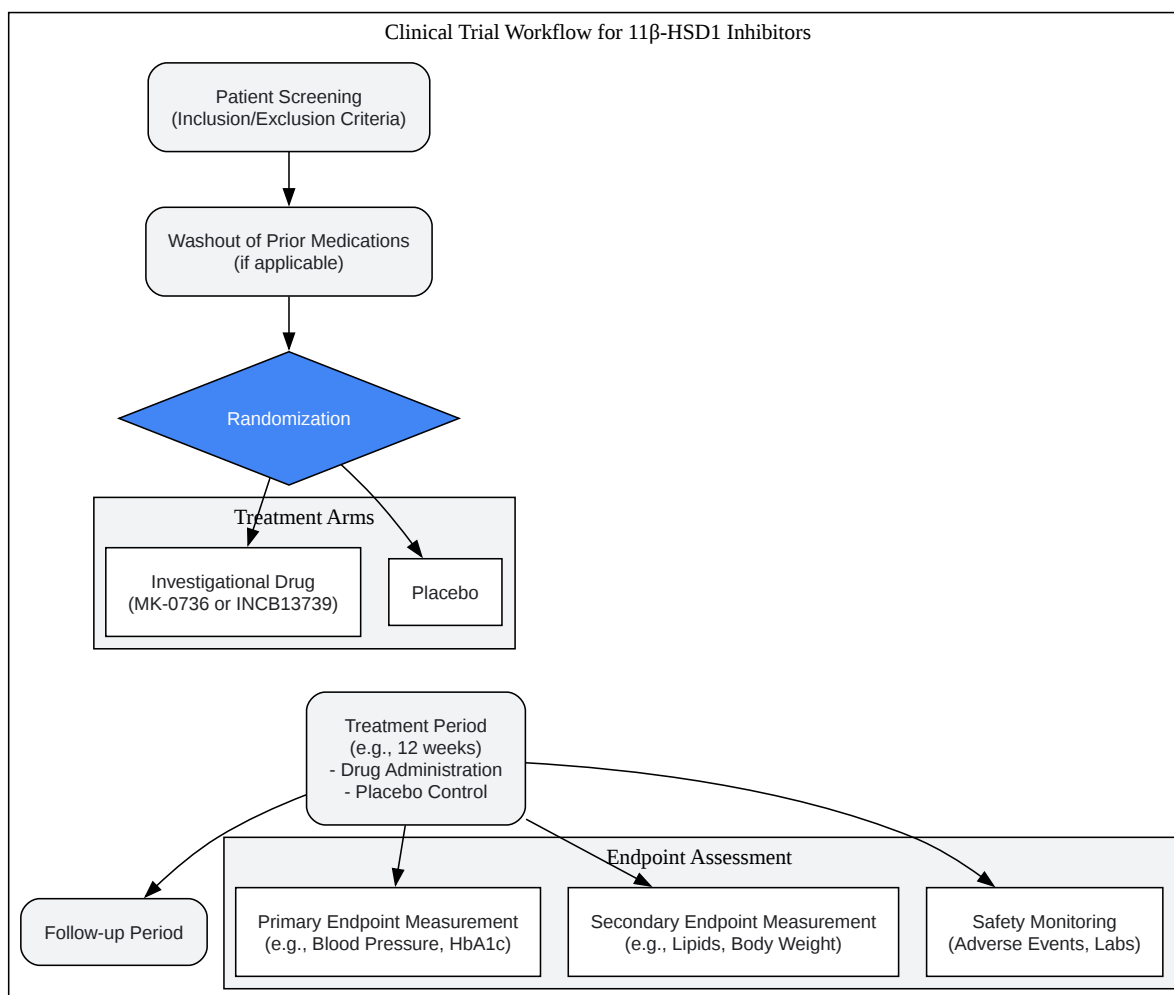 Clinical Trial Workflow for 11β-HSD1 Inhibitors
Patient Screening
(Inclusion/Exclusion Criteria)
Washout of Prior Medications
(if applicable)
Randomization
Treatment Arms
Investigational Drug
(MK-0736 or INCB13739)
Placebo
Treatment Period
(e.g., 12 weeks)
- Drug Administration
- Placebo Control
Endpoint Assessment
Follow-up Period
Primary Endpoint Measurement
(e.g., Blood Pressure, HbA1c)
Secondary Endpoint Measurement
(e.g., Lipids, Body Weight)
Safety Monitoring
(Adverse Events, Labs)